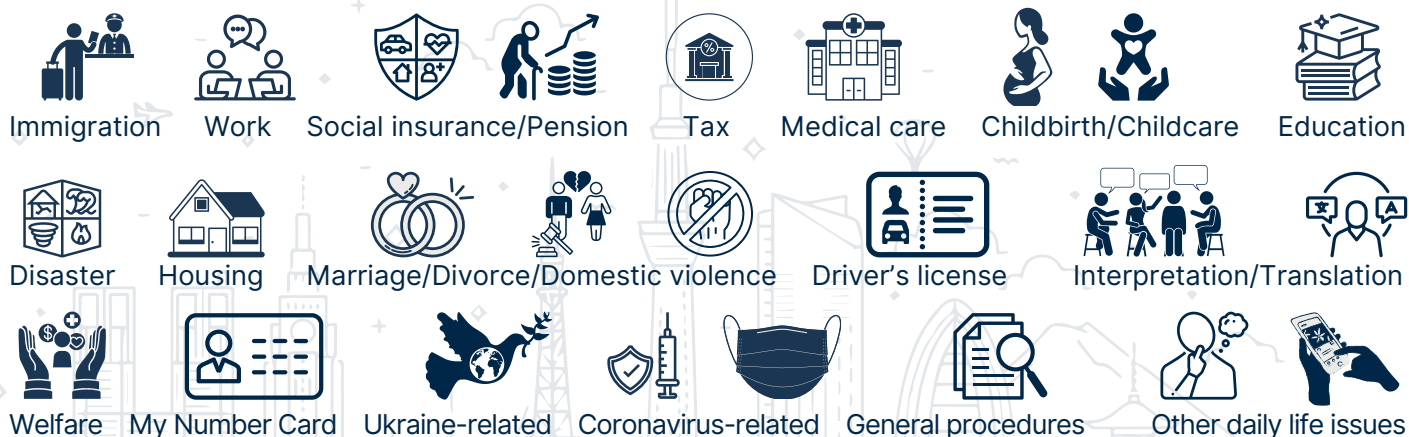 Immigration Work Social insurance/Pension Tax Medical care Childbirth/Childcare Education
Disaster Housing Marriage/Divorce/Domestic violence Driver’s license Interpretation/Translation
Welfare My Number Card Ukraine-related Coronavirus-related General procedures Other daily life issues